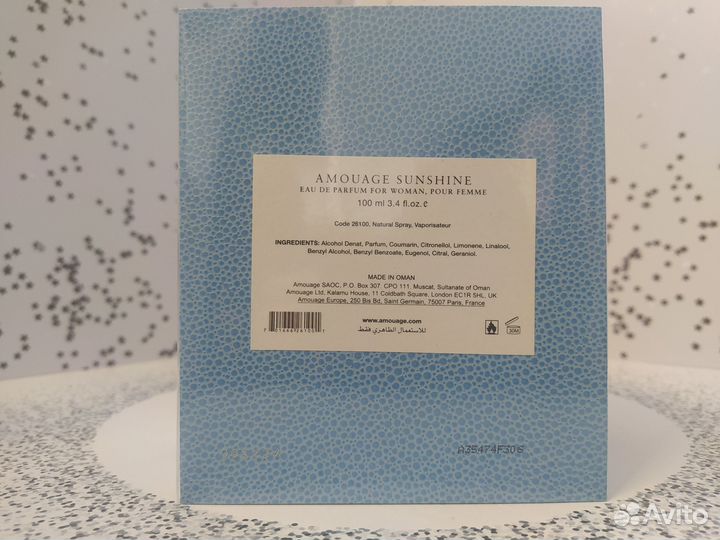 AMOUAGE SUNSHINE
EAU DE PARFUM FOR WOMAN, POUR FEMME
100 ml 3.4 fl.oz.℮
Code 26100, Natural Spray, Vaporisateur
INGREDIENTS: Alcohol Denat, Parfum, Coumarin, Citronellol, Limonene, Linalool,
Benzyl Alcohol, Benzyl Benzoate, Eugenol, Citral, Geraniol.
MADE IN OMAN
Amouage SAOC, P.O. Box 307, CPO 111, Muscat, Sultanate of Oman
Amouage Ltd, Kalamu House, 11 Coldbath Square, London EC1R 5HL, UK
Amouage Europe, 250 Bis Bd, Saint Germain, 75007 Paris, France
www.amouage.com
للاستعمال الظاهري فقط
30M
A35474F306
Avito